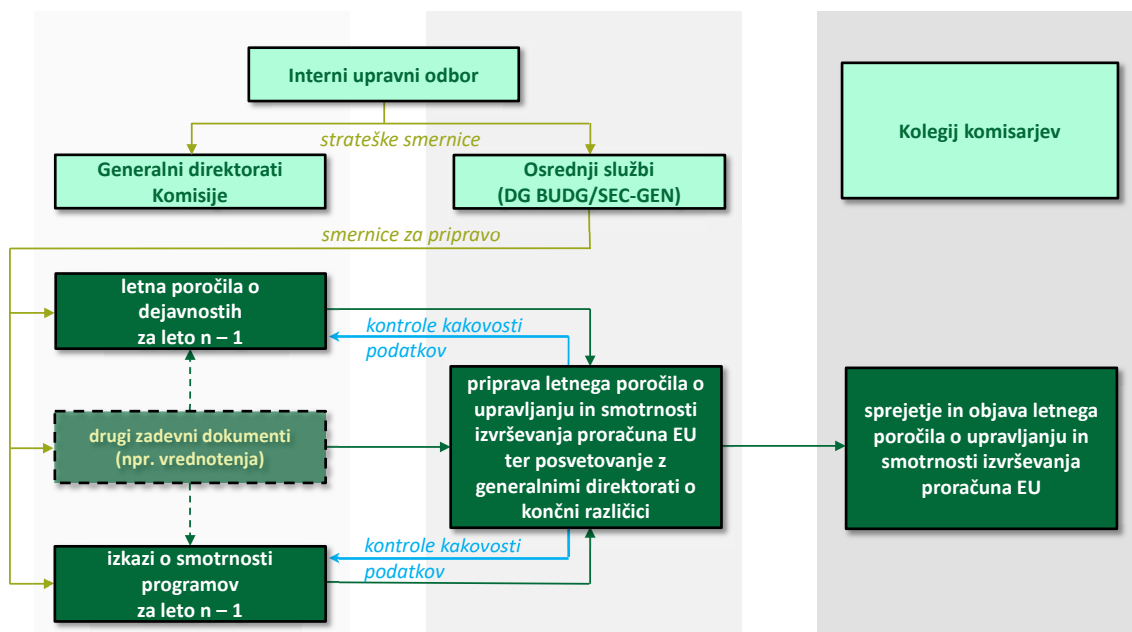 Interni upravni odbor
Kolegij komisarjev
strateške smernice
Generalni direktorati
Komisije
Osrednji službi
(DG BUDG/SEC-GEN)
smernice za pripravo
letna poročila o
dejavnostih
za leto n – 1
kontrole kakovosti
podatkov
drugi zadevni dokumenti
(npr. vrednotenja)
priprava letnega poročila o
upravljanju in smotrnosti
izvrševanja proračuna EU
ter posvetovanje z
generalnimi direktorati o
končni različici
sprejetje in objava letnega
poročila o upravljanju in
smotrnosti izvrševanja
proračuna EU
kontrole kakovosti
podatkov
izkazi o smotrnosti
programov
za leto n – 1